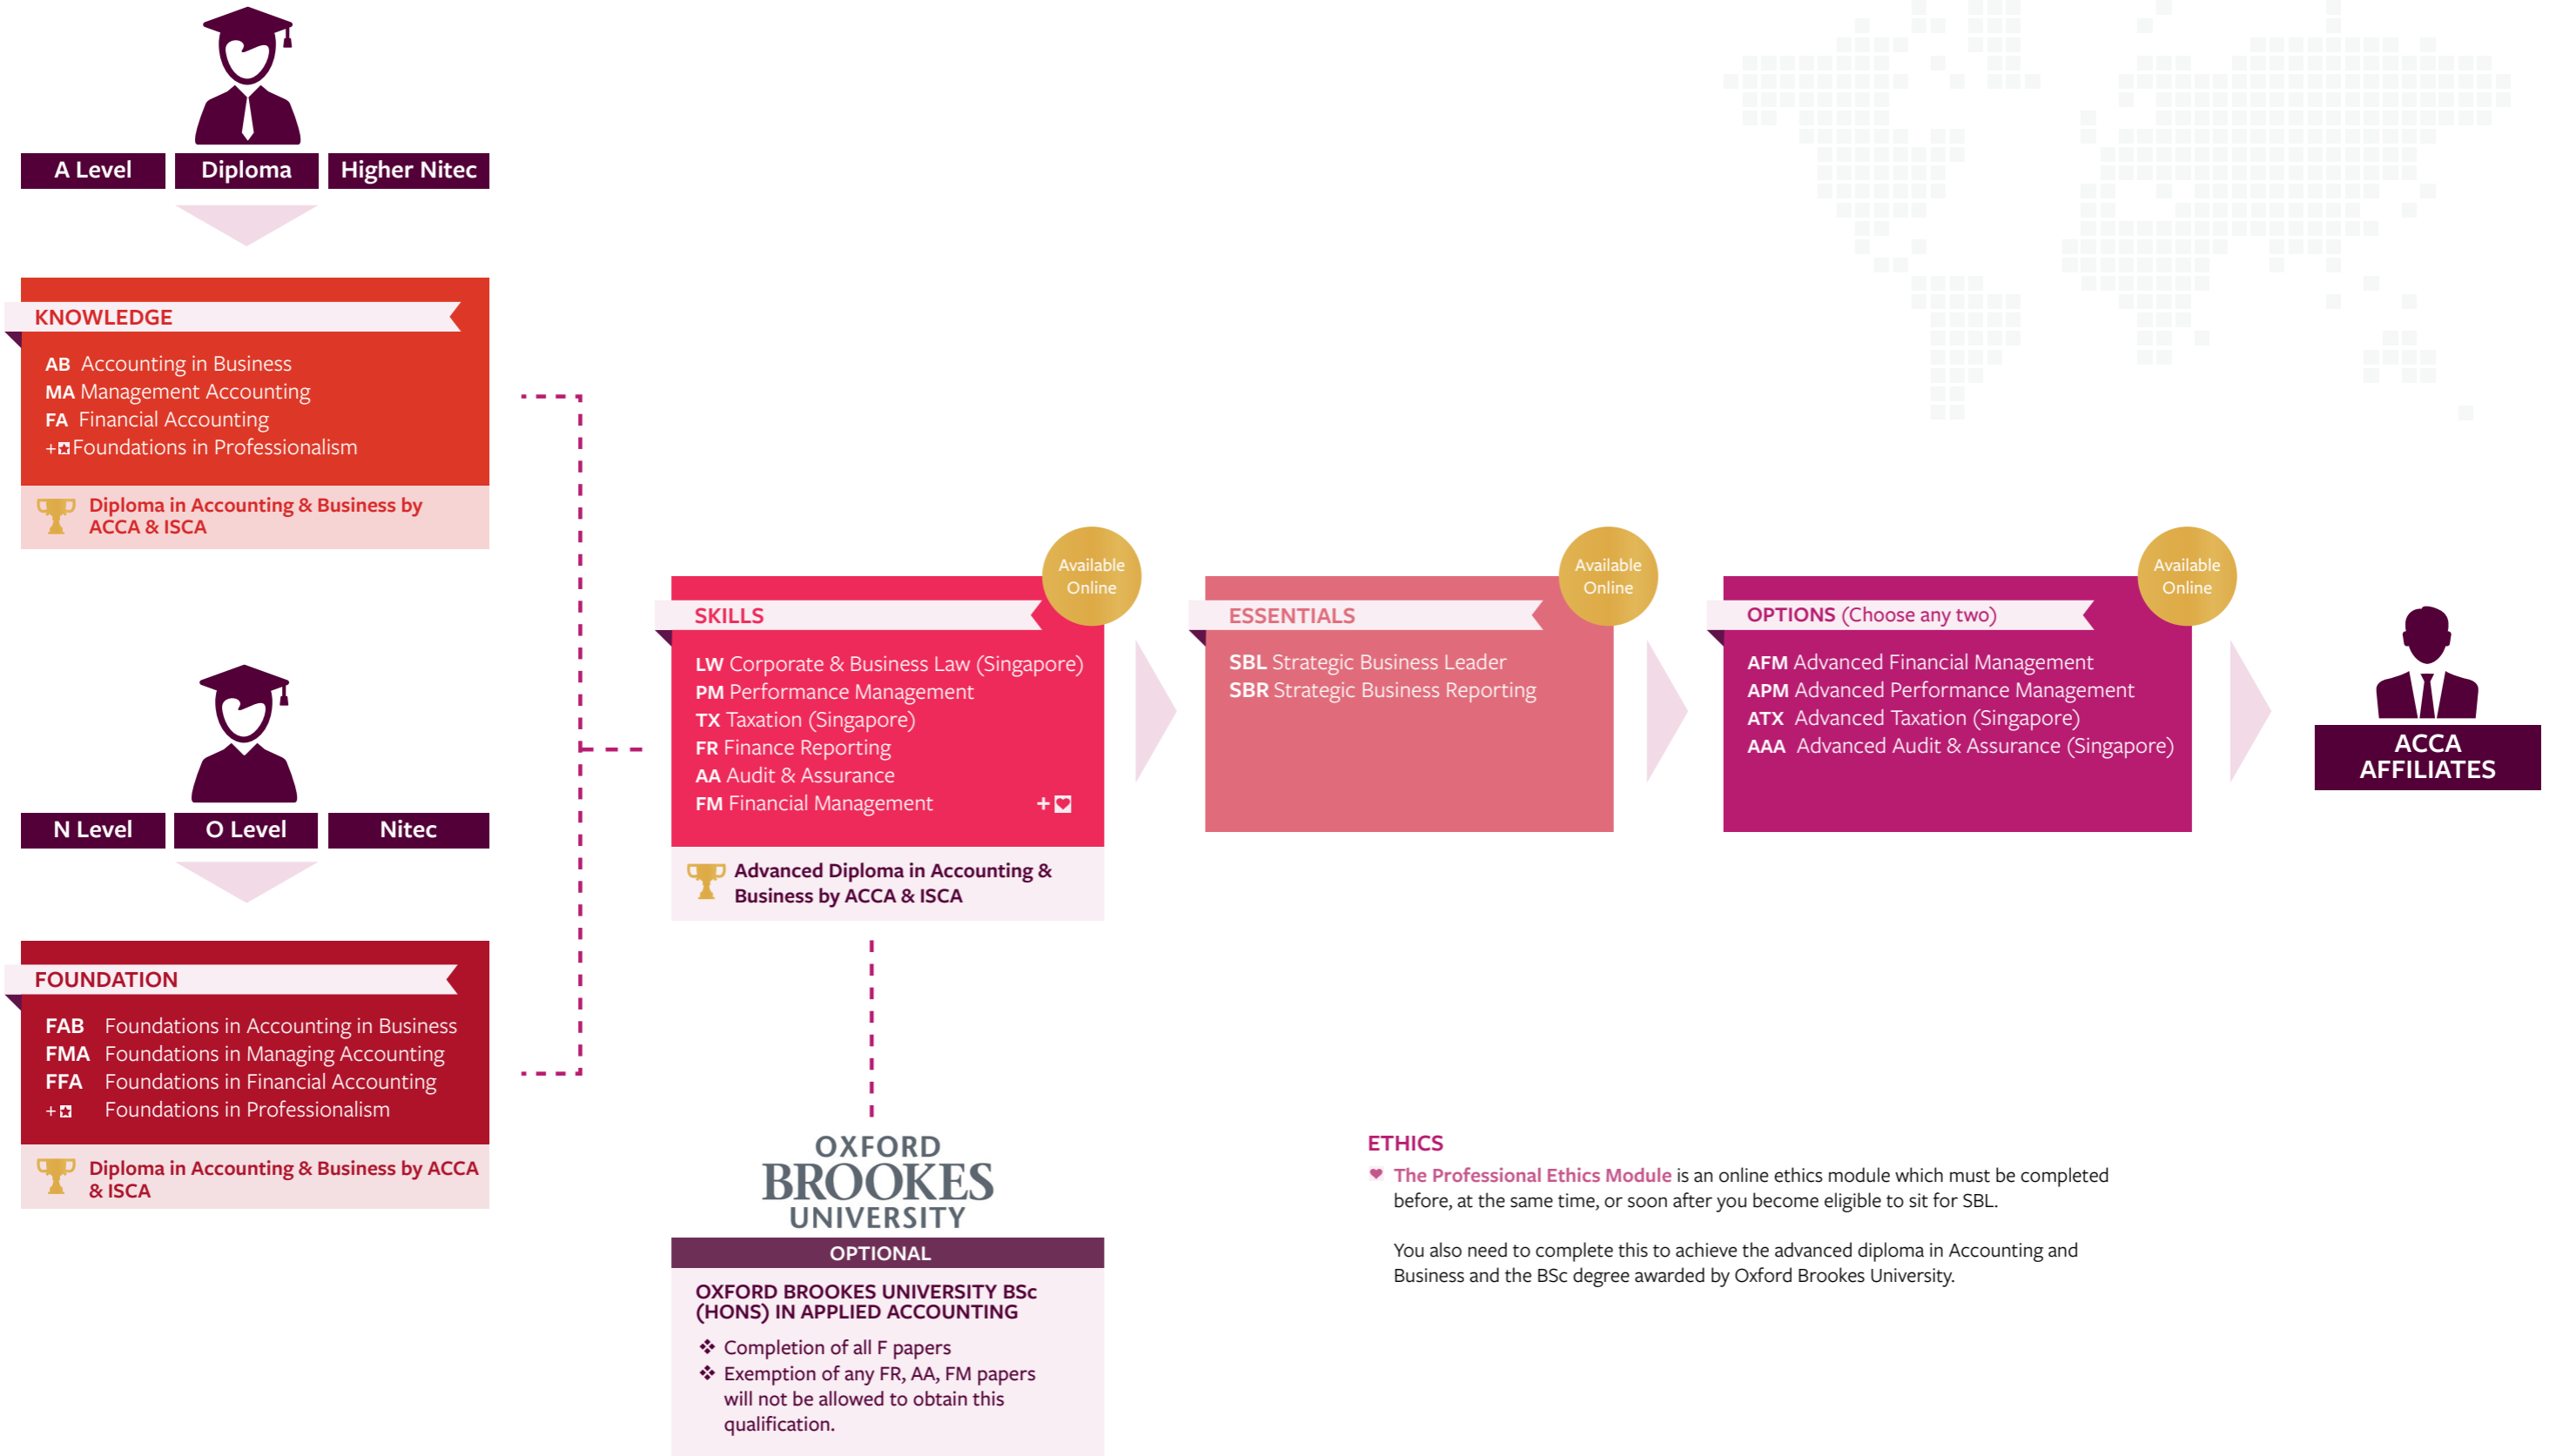 A Level
Diploma
Higher Nitec
KNOWLEDGE
AB Accounting in Business
MA Management Accounting
FA Financial Accounting
+ Foundations in Professionalism
Diploma in Accounting & Business by
ACCA & ISCA
N Level
O Level
Nitec
FOUNDATION
FAB Foundations in Accounting in Business
FMA Foundations in Managing Accounting
FFA Foundations in Financial Accounting
+ Foundations in Professionalism
Diploma in Accounting & Business by ACCA
& ISCA
Available
Online
SKILLS
LW Corporate & Business Law (Singapore)
PM Performance Management
TX Taxation (Singapore)
FR Finance Reporting
AA Audit & Assurance
FM Financial Management +
Advanced Diploma in Accounting &
Business by ACCA & ISCA
OXFORD
BROOKES
UNIVERSITY
OPTIONAL
OXFORD BROOKES UNIVERSITY BSc
(HONS) IN APPLIED ACCOUNTING
❖ Completion of all F papers
❖ Exemption of any FR, AA, FM papers
will not be allowed to obtain this
qualification.
Available
Online
ESSENTIALS
SBL Strategic Business Leader
SBR Strategic Business Reporting
Available
Online
OPTIONS (Choose any two)
AFM Advanced Financial Management
APM Advanced Performance Management
ATX Advanced Taxation (Singapore)
AAA Advanced Audit & Assurance (Singapore)
ACCA
AFFILIATES
ETHICS
The Professional Ethics Module is an online ethics module which must be completed
before, at the same time, or soon after you become eligible to sit for SBL.
You also need to complete this to achieve the advanced diploma in Accounting and
Business and the BSc degree awarded by Oxford Brookes University.